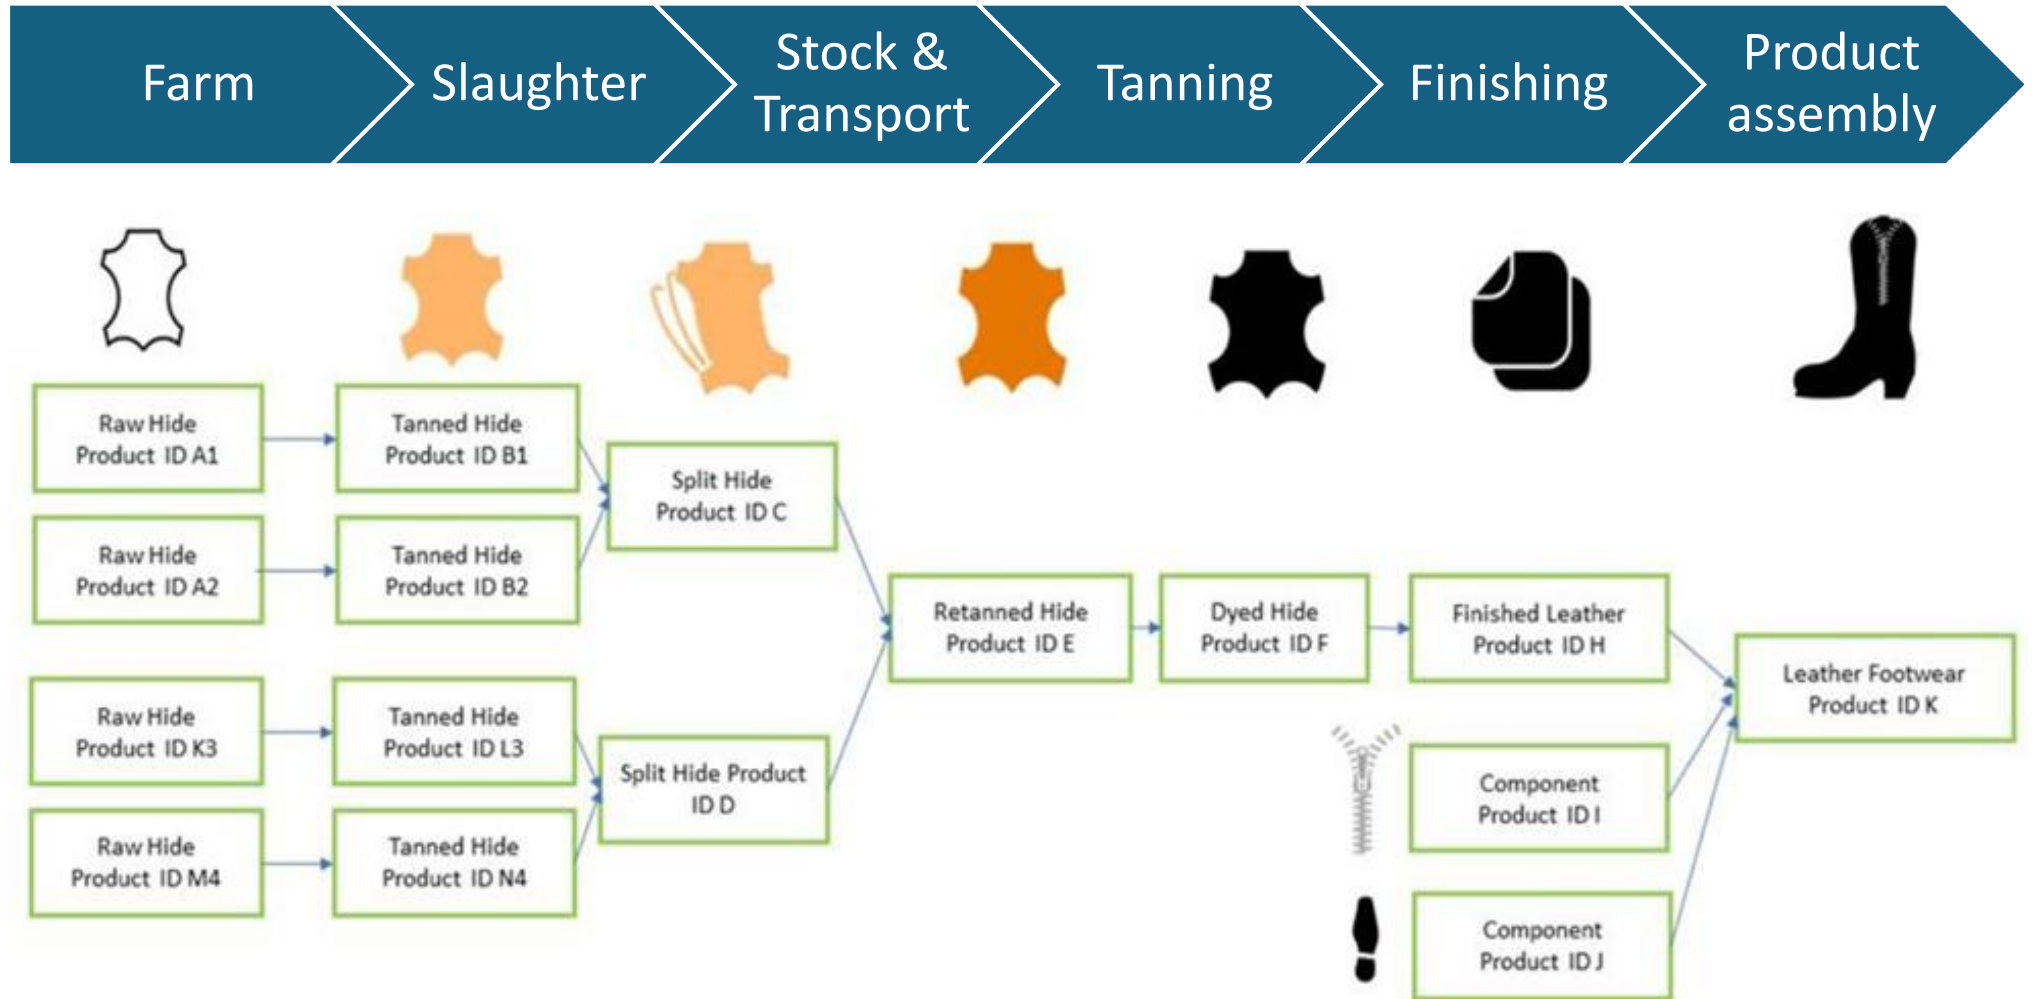 Farm
Slaughter
Stock &
Transport
Tanning
Finishing
Product
assembly
Raw Hide
Product ID A1
Tanned Hide
Product ID B1
Split Hide
Product ID C
Raw Hide
Product ID A2
Tanned Hide
Product ID B2
Retanned Hide
Product ID E
Dyed Hide
Product ID F
Finished Leather
Product ID H
Leather Footwear
Product ID K
Raw Hide
Product ID K3
Tanned Hide
Product ID L3
Split Hide Product
ID D
Component
Product ID I
Raw Hide
Product ID M4
Tanned Hide
Product ID N4
Component
Product ID J